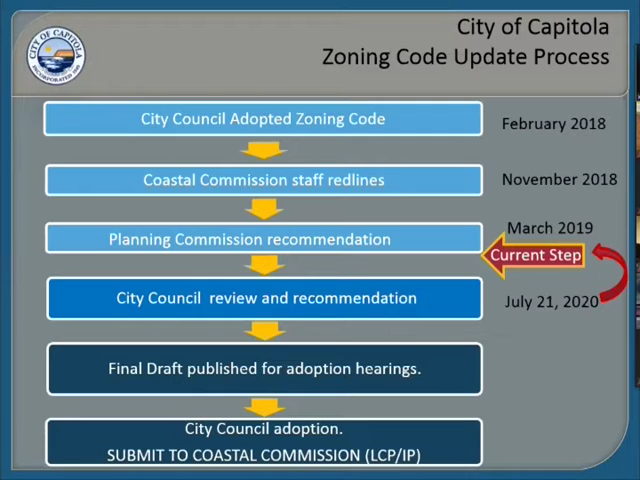 City of Capitola
Zoning Code Update Process
CITY OF CAPITOLA
INCORPORATED 1949
City Council Adopted Zoning Code
February 2018
Coastal Commission staff redlines
November 2018
March 2019
Planning Commission recommendation
Current Step
City Council review and recommendation
July 21, 2020
Final Draft published for adoption hearings.
City Council adoption.
SUBMIT TO COASTAL COMMISSION (LCP/IP)